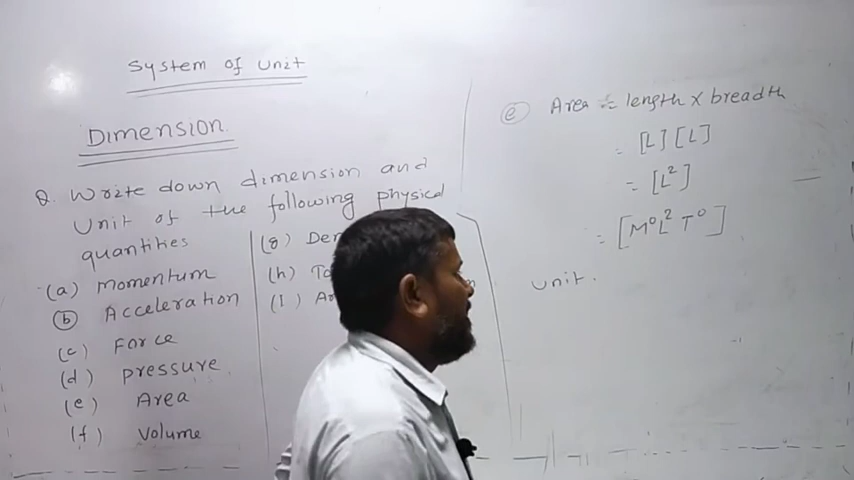 System of unit
DIMENSION
Q. Write down dimension and
Unit of the following physical
quantities
(a) Momentum
(b) Acceleration
(c) Force
(d) pressure
(e) Area
(f) Volume
(g)
(h)
(I)
(e) Area = length x breadth
= [L] [L]
= [L²]
= [M⁰L²T⁰]
unit.